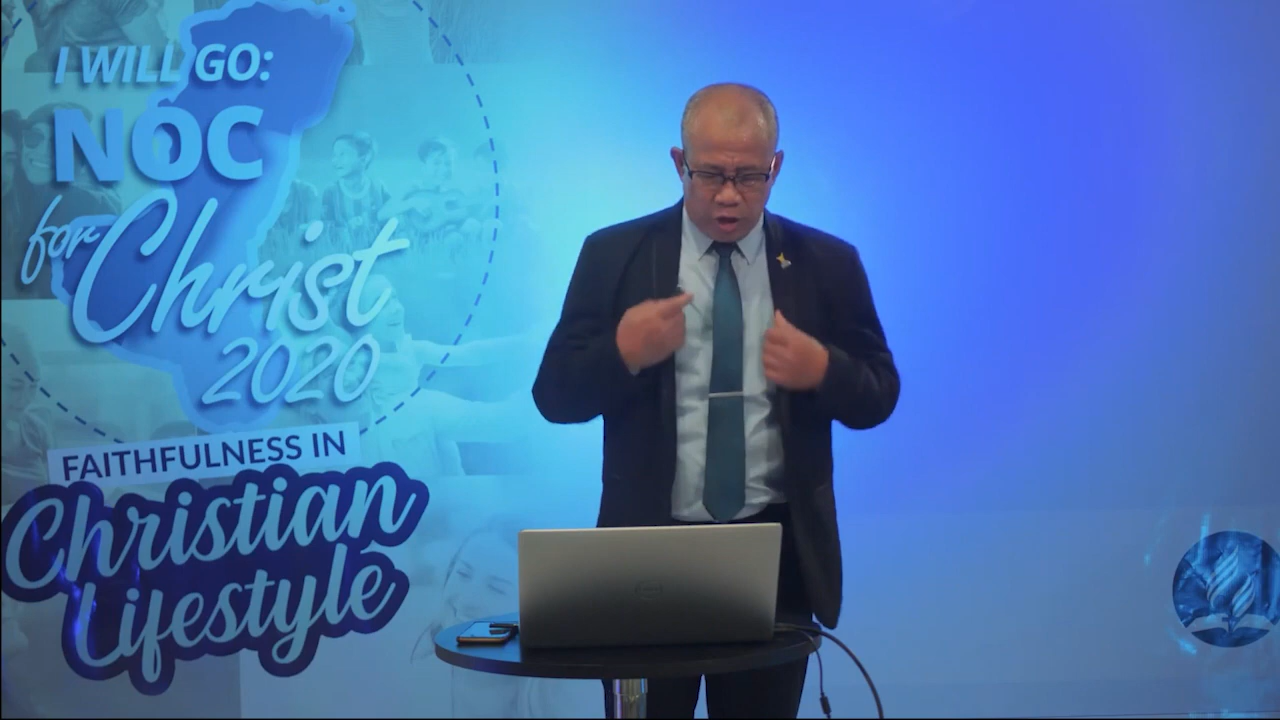 I WILL GO:
NOC
for Christ
2020
FAITHFULNESS IN
Christian
Lifestyle